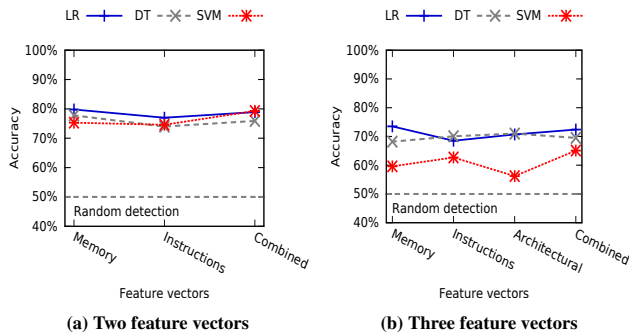 LR DT SVM
100%
90%
80%
70%
60%
50%
40%
Accuracy
Random detection
Memory
Instructions
Combined
Feature vectors
(a) Two feature vectors
LR DT SVM
100%
90%
80%
70%
60%
50%
40%
Accuracy
Random detection
Memory
Instructions
Architectural
Combined
Feature vectors
(b) Three feature vectors